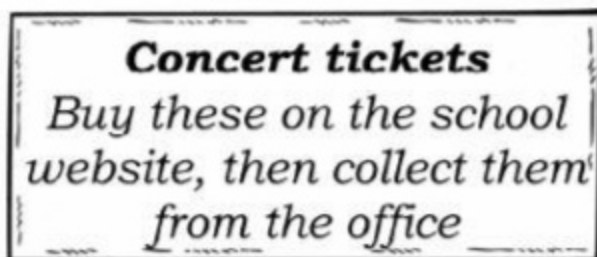 Concert tickets
Buy these on the school
website, then collect them
from the office